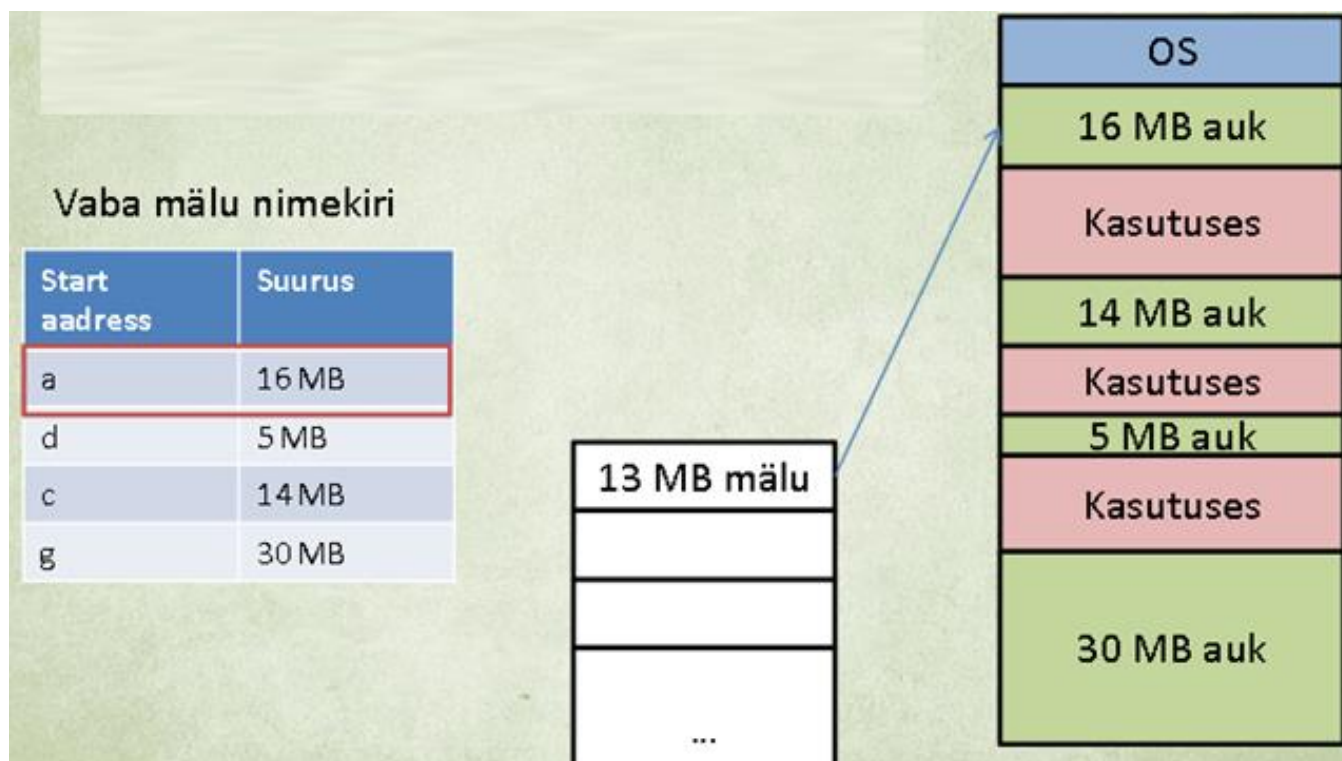 Vaba mälu nimekiri
Start aadress Suurus
a 16 MB
d 5 MB
c 14 MB
g 30 MB
13 MB mälu
...
OS
16 MB auk
Kasutuses
14 MB auk
Kasutuses
5 MB auk
Kasutuses
30 MB auk